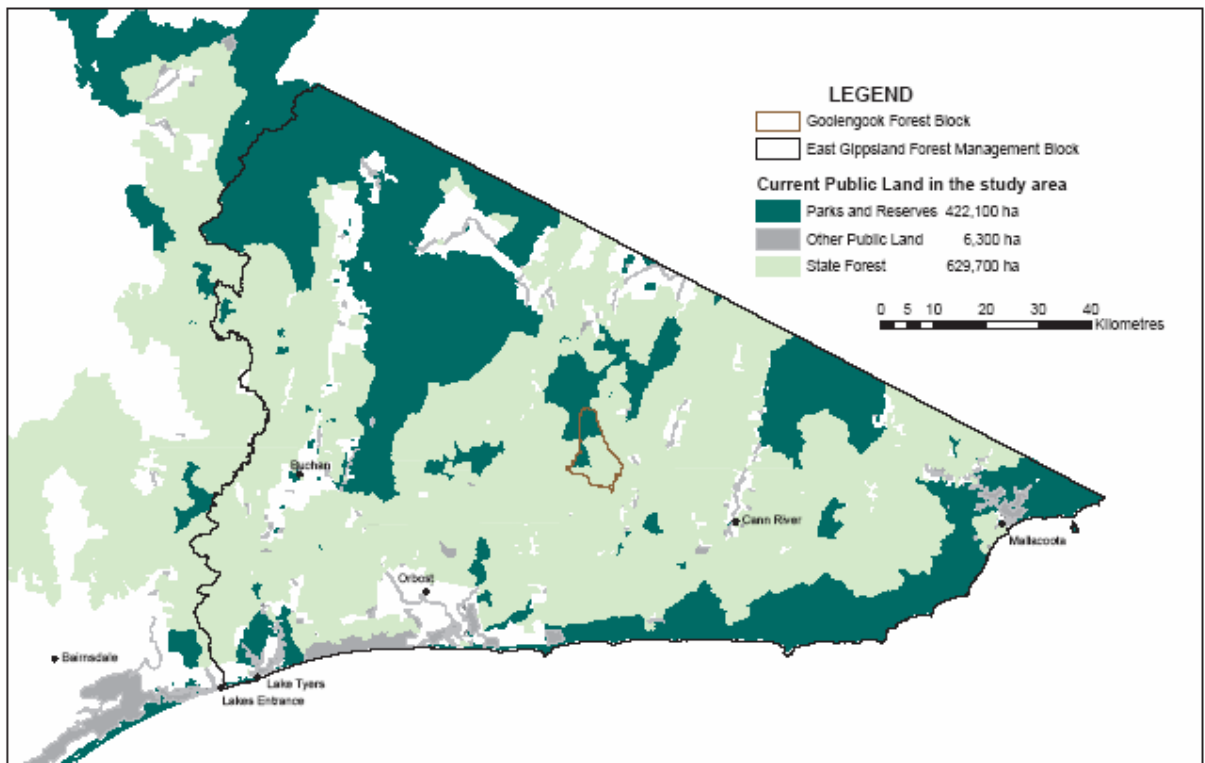 LEGEND
Goolengook Forest Block
East Gippsland Forest Management Block
Current Public Land in the study area
Parks and Reserves 422,100 ha
Other Public Land 6,300 ha
State Forest 629,700 ha
0 5 10 20 30 40
Kilometres
Buchan
Cann River
Mallacoota
Orbost
Bairnsdale
Lake Tyers
Lakes Entrance